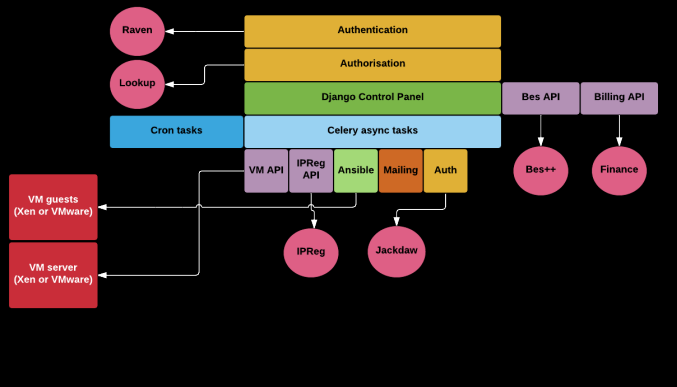 Raven
Authentication
Lookup
Authorisation
Django Control Panel
Bes API
Billing API
Cron tasks
Celery async tasks
VM API
IPReg
API
Ansible
Mailing
Auth
Bes++
Finance
VM guests
(Xen or VMware)
IPReg
Jackdaw
VM server
(Xen or VMware)